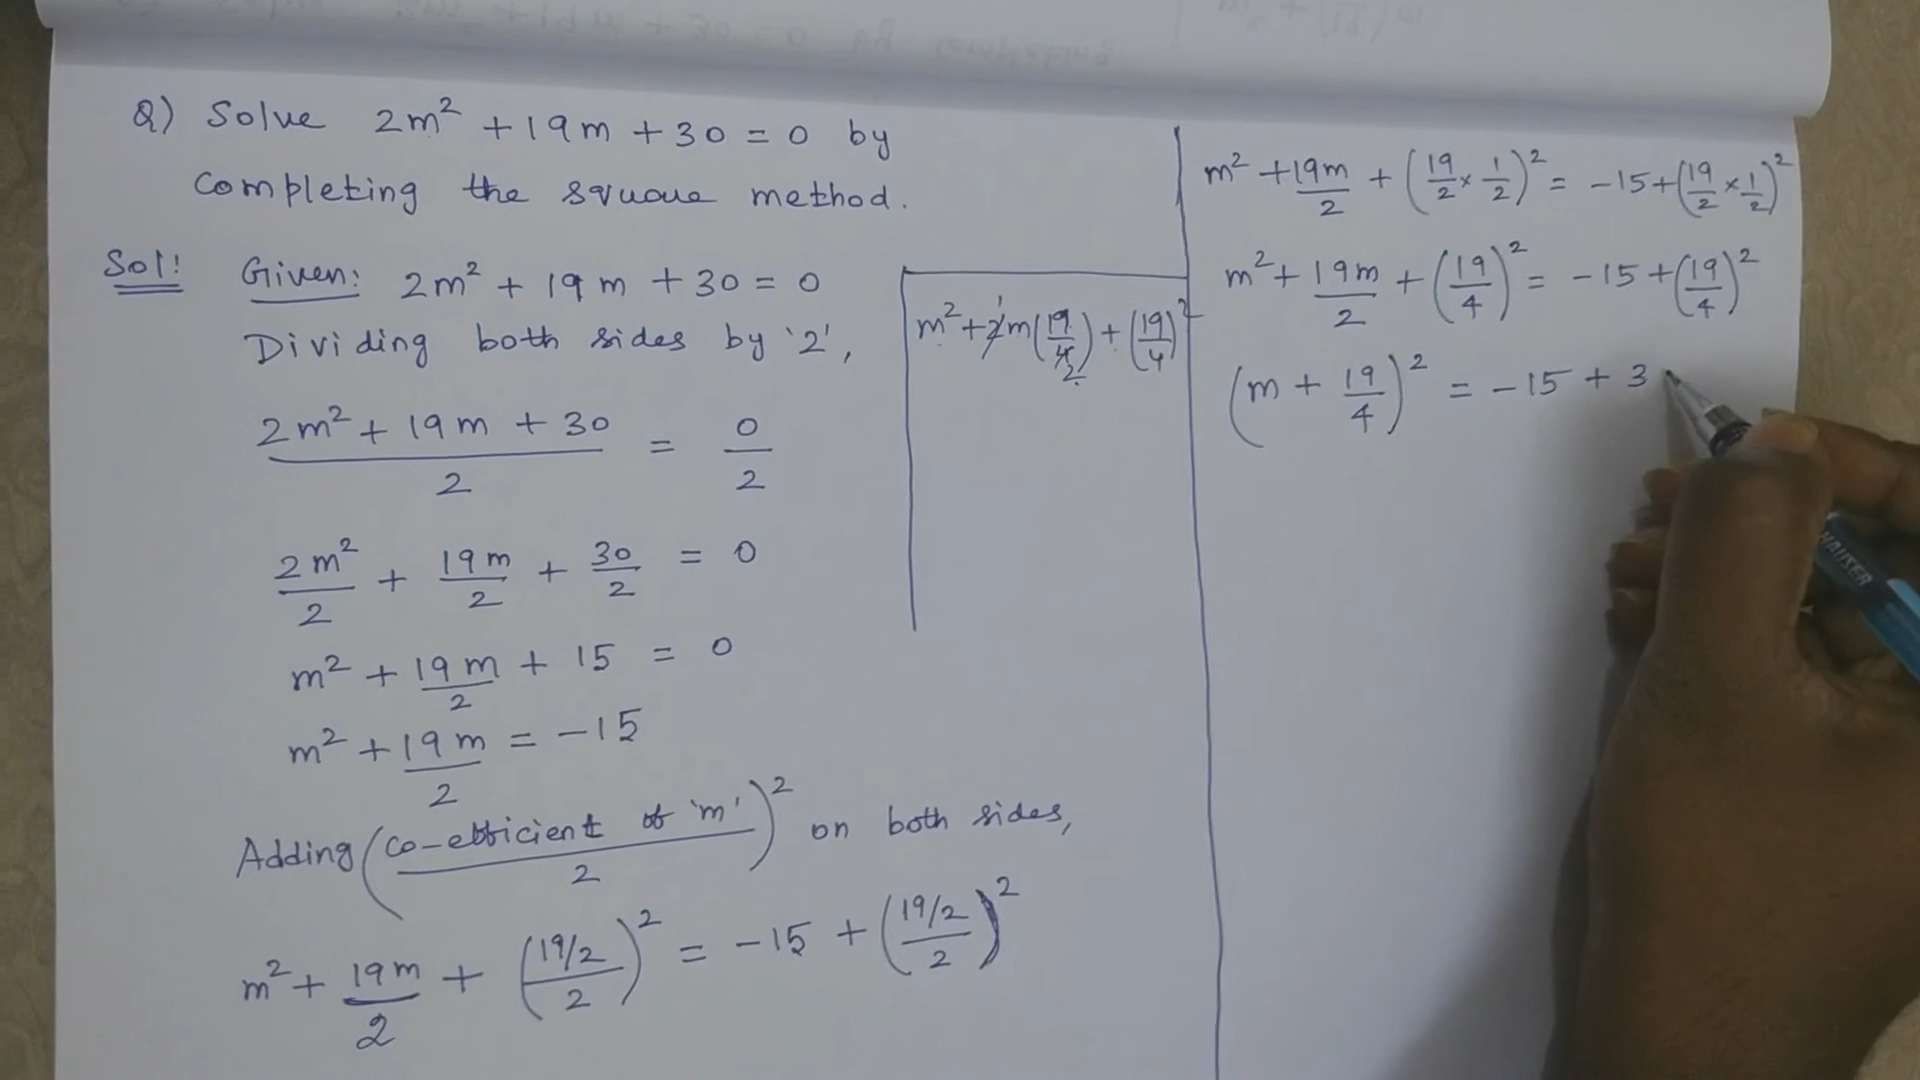 Q) Solve 2m² + 19m + 30 = 0 by
completing the square method.
Sol: Given: 2m² + 19m + 30 = 0
Dividing both sides by '2',
(2m² + 19m + 30)/2 = 0/2
2m²/2 + 19m/2 + 30/2 = 0
m² + 19m/2 + 15 = 0
m² + 19m/2 = -15
Adding (co-efficient of 'm'/2)² on both sides,
m² + 19m/2 + ((19/2)/2)² = -15 + ((19/2)/2)²
m² + 2m(19/4) + (19/4)²
m² + 19m/2 + (19/2 × 1/2)² = -15 + (19/2 × 1/2)²
m² + 19m/2 + (19/4)² = -15 + (19/4)²
(m + 19/4)² = -15 + 3